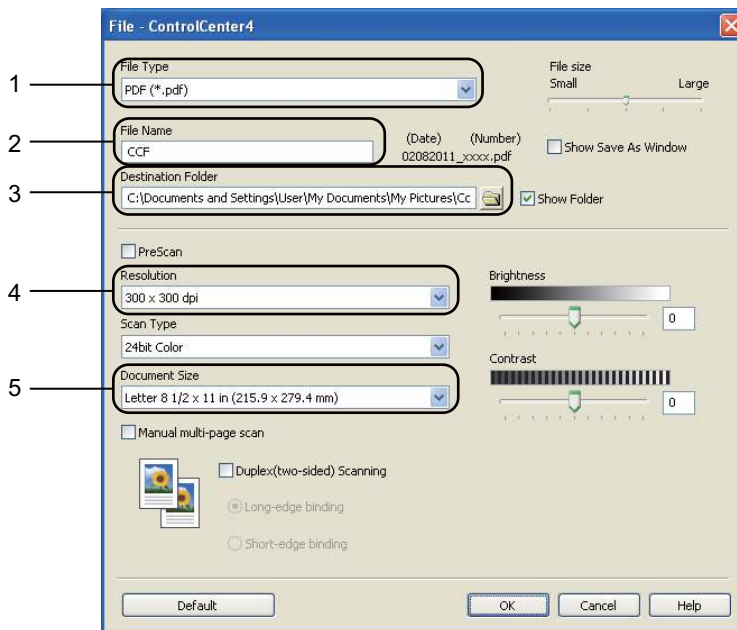 File - ControlCenter4
1
File Type
PDF (*.pdf)
File size
Small Large
2
File Name
CCF
(Date) (Number)
02082011_xxxx.pdf
Show Save As Window
3
Destination Folder
C:\Documents and Settings\User\My Documents\My Pictures\Cc
Show Folder
PreScan
4
Resolution
300 x 300 dpi
Brightness
0
Scan Type
24bit Color
Contrast
0
5
Document Size
Letter 8 1/2 x 11 in (215.9 x 279.4 mm)
Manual multi-page scan
Duplex(two-sided) Scanning
Long-edge binding
Short-edge binding
Default OK Cancel Help